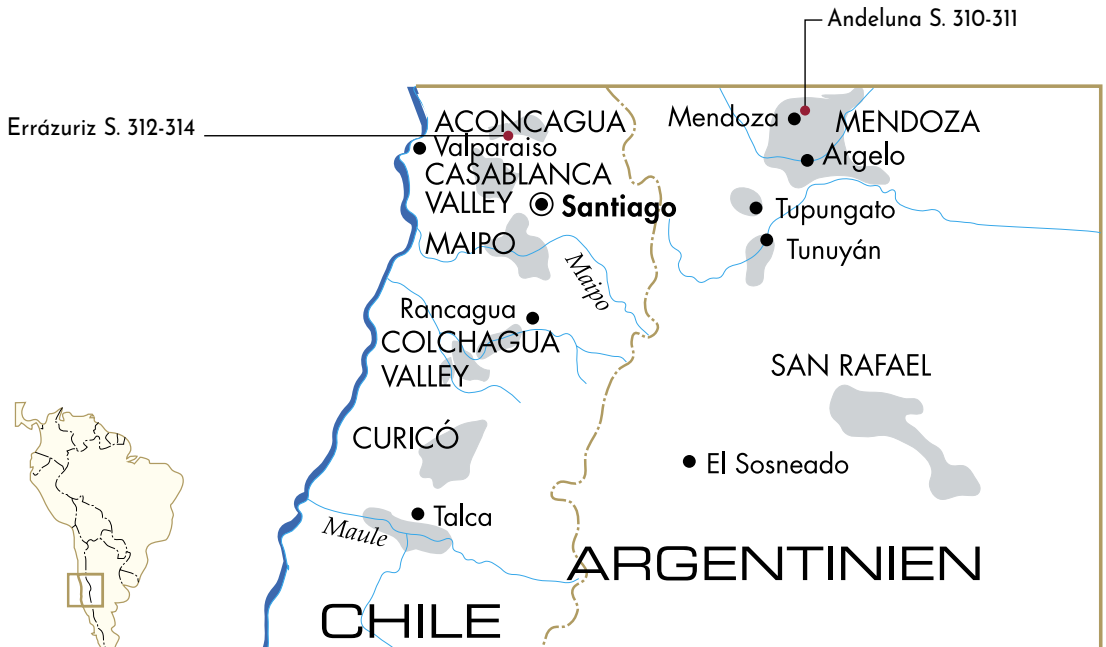 Andeluna S. 310-311
Errázuriz S. 312-314
ACONCAGUA
Valparaiso
CASABLANCA
VALLEY
Santiago
MAIPO
Maipo
Rancagua
COLCHAGUA
VALLEY
CURICÓ
Talca
Maule
CHILE
Mendoza
MENDOZA
Argelo
Tupungato
Tunuyán
SAN RAFAEL
El Sosneado
ARGENTINIEN